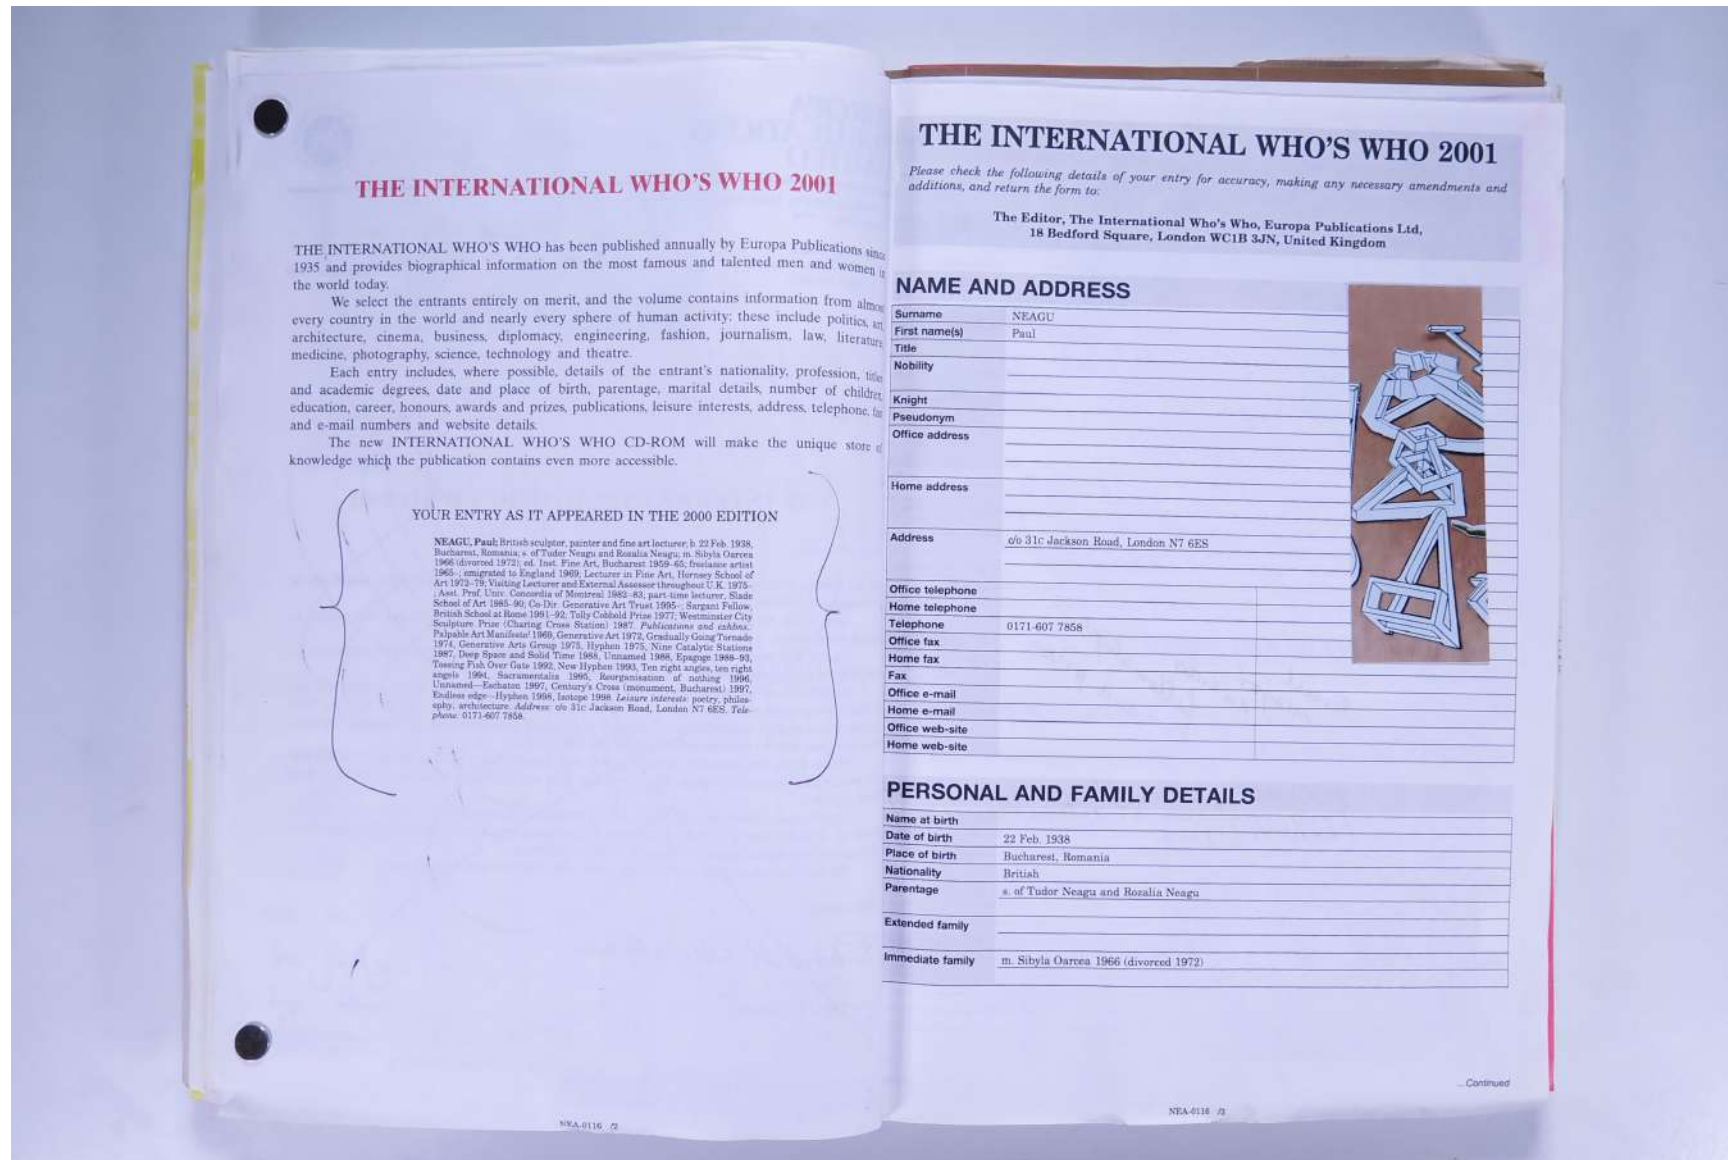 THE INTERNATIONAL WHO'S WHO 2001
THE INTERNATIONAL WHO'S WHO has been published annually by Europa Publications since
1935 and provides biographical information on the most famous and talented men and women in
the world today.
We select the entrants entirely on merit, and the volume contains information from almost
every country in the world and nearly every sphere of human activity; these include politics, art,
architecture, cinema, business, diplomacy, engineering, fashion, journalism, law, literature,
medicine, photography, science, technology and theatre.
Each entry includes, where possible, details of the entrant's nationality, profession, titles
and academic degrees, date and place of birth, parentage, marital details, number of children,
education, career, honours, awards and prizes, publications, leisure interests, address, telephone, fax
and e-mail numbers and website details.
The new INTERNATIONAL WHO'S WHO CD-ROM will make the unique store of
knowledge which the publication contains even more accessible.
YOUR ENTRY AS IT APPEARED IN THE 2000 EDITION
NEAGU, Paul; British sculptor, painter and fine art lecturer; b. 22 Feb. 1938,
Bucharest, Romania; s. of Tudor Neagu and Rozalia Neagu; m. Sibyla Oarcea
1966 (divorced 1972); ed. Inst. Fine Art, Bucharest 1959-65; freelance artist
1965-; emigrated to England 1969; Lecturer in Fine Art, Hornsey School of
Art 1972-79; Visiting Lecturer and External Assessor throughout U.K. 1975-
; Asst. Prof. Univ. Concordia of Montreal 1982-83; part-time lecturer, Slade
School of Art 1985-90; Co-Dir. Generative Art Trust 1995-; Sargant Fellow,
British School at Rome 1991-92; Tolly Cobbold Prize 1977; Westminster City
Sculpture Prize (Charing Cross Station) 1987. Publications and exhbns.:
Palpable Art Manifesto! 1969, Generative Art 1972, Gradually Going Tornado
1974, Generative Arts Group 1975, Hyphen 1975, Nine Catalytic Stations
1987, Deep Space and Solid Time 1988, Unnamed 1988, Epagoge 1988-93,
Tossing Fish Over Gate 1992, New Hyphen 1993, Ten right angles, ten right
angels 1994, Sacramentalia 1995, Reorganisation of nothing 1996,
Unnamed—Eschaton 1997, Century's Cross (monument, Bucharest) 1997,
Endless edge—Hyphen 1998, Isotope 1998. Leisure interests: poetry, philos-
ophy, architecture. Address: c/o 31c Jackson Road, London N7 6ES. Tele-
phone: 0171-607 7858.
NEA-0116 /2
THE INTERNATIONAL WHO'S WHO 2001
Please check the following details of your entry for accuracy, making any necessary amendments and
additions, and return the form to:
The Editor, The International Who's Who, Europa Publications Ltd,
18 Bedford Square, London WC1B 3JN, United Kingdom
NAME AND ADDRESS
Surname NEAGU
First name(s) Paul
Title
Nobility
Knight
Pseudonym
Office address
Home address
Address c/o 31c Jackson Road, London N7 6ES
Office telephone
Home telephone
Telephone 0171-607 7858
Office fax
Home fax
Fax
Office e-mail
Home e-mail
Office web-site
Home web-site
PERSONAL AND FAMILY DETAILS
Name at birth
Date of birth 22 Feb. 1938
Place of birth Bucharest, Romania
Nationality British
Parentage s. of Tudor Neagu and Rozalia Neagu
Extended family
Immediate family m. Sibyla Oarcea 1966 (divorced 1972)
...Continued
NEA-0116 /3